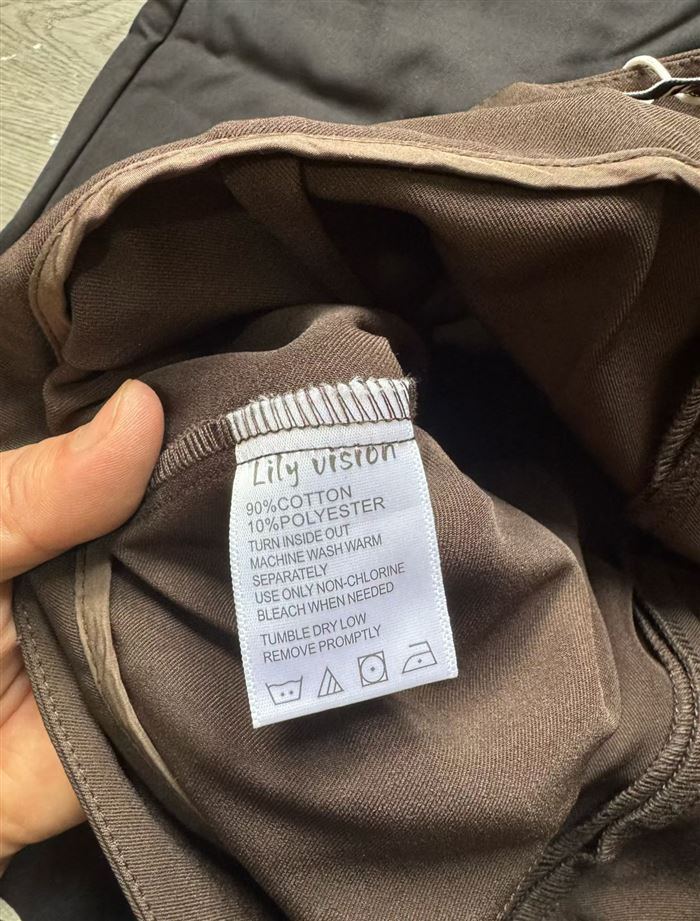 Lily vision
90%COTTON
10%POLYESTER
TURN INSIDE OUT
MACHINE WASH WARM
SEPARATELY
USE ONLY NON-CHLORINE
BLEACH WHEN NEEDED
TUMBLE DRY LOW
REMOVE PROMPTLY